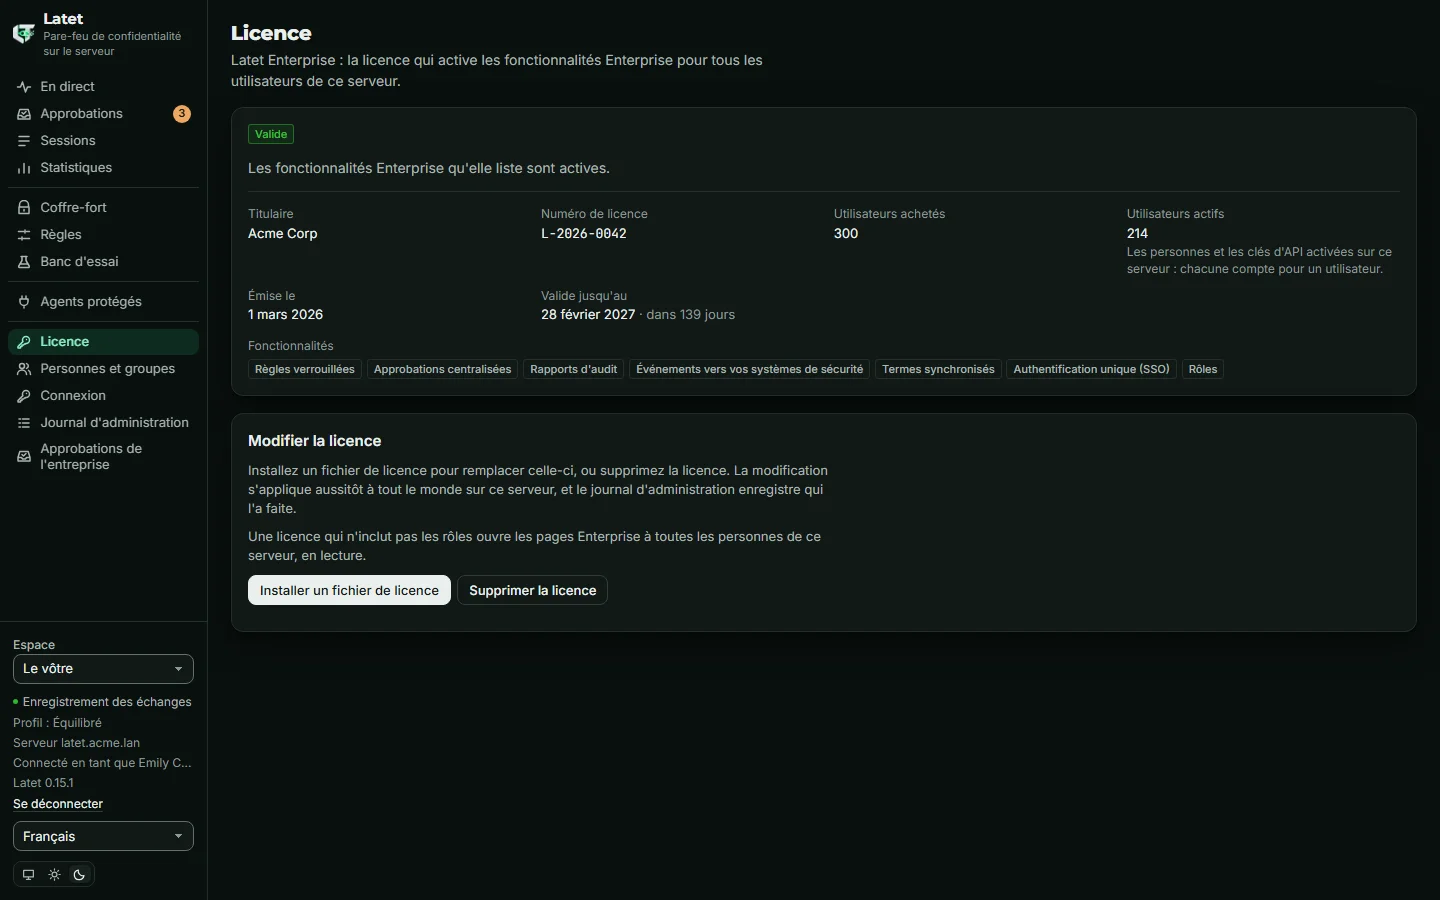 Latet
Pare-feu de confidentialité
sur le serveur
En direct
Approbations
3
Sessions
Statistiques
Coffre-fort
Règles
Banc d'essai
Agents protégés
Licence
Personnes et groupes
Connexion
Journal d'administration
Approbations de
l'entreprise
Espace
Le vôtre
Enregistrement des échanges
Profil : Équilibré
Serveur latet.acme.lan
Connecté en tant que Emily C...
Latet 0.15.1
Se déconnecter
Français
Licence
Latet Enterprise : la licence qui active les fonctionnalités Enterprise pour tous les
utilisateurs de ce serveur.
Valide
Les fonctionnalités Enterprise qu'elle liste sont actives.
Titulaire
Acme Corp
Numéro de licence
L-2026-0042
Utilisateurs achetés
300
Utilisateurs actifs
214
Les personnes et les clés d'API activées sur ce
serveur : chacune compte pour un utilisateur.
Émise le
1 mars 2026
Valide jusqu'au
28 février 2027 · dans 139 jours
Fonctionnalités
Règles verrouillées
Approbations centralisées
Rapports d'audit
Événements vers vos systèmes de sécurité
Termes synchronisés
Authentification unique (SSO)
Rôles
Modifier la licence
Installez un fichier de licence pour remplacer celle-ci, ou supprimez la licence. La modification
s'applique aussitôt à tout le monde sur ce serveur, et le journal d'administration enregistre qui
l'a faite.
Une licence qui n'inclut pas les rôles ouvre les pages Enterprise à toutes les personnes de ce
serveur, en lecture.
Installer un fichier de licence
Supprimer la licence